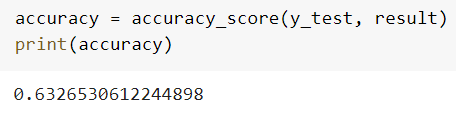 accuracy = accuracy_score(y_test, result)
print(accuracy)
0.6326530612244898